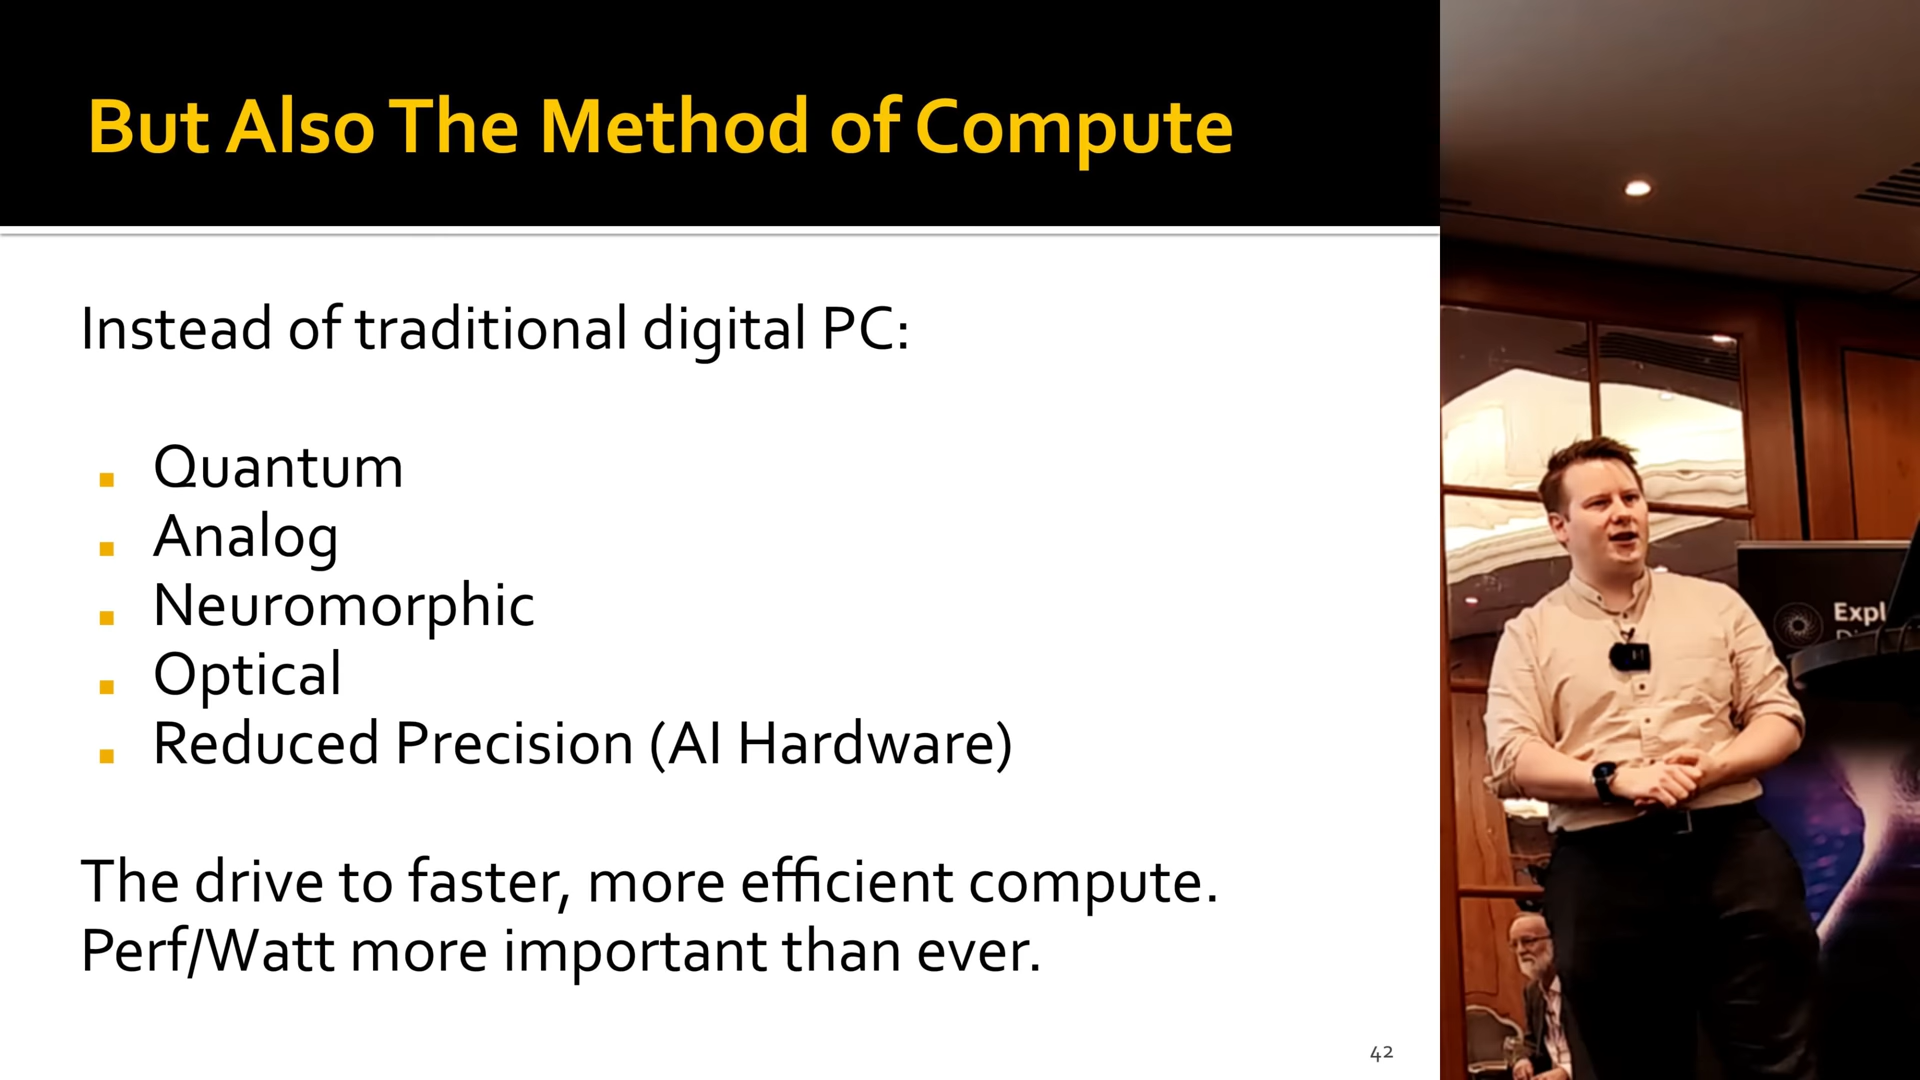 But Also The Method of Compute
Instead of traditional digital PC:
Quantum
Analog
Neuromorphic
Optical
Reduced Precision (AI Hardware)
The drive to faster, more efficient compute.
Perf/Watt more important than ever.
42
Expl